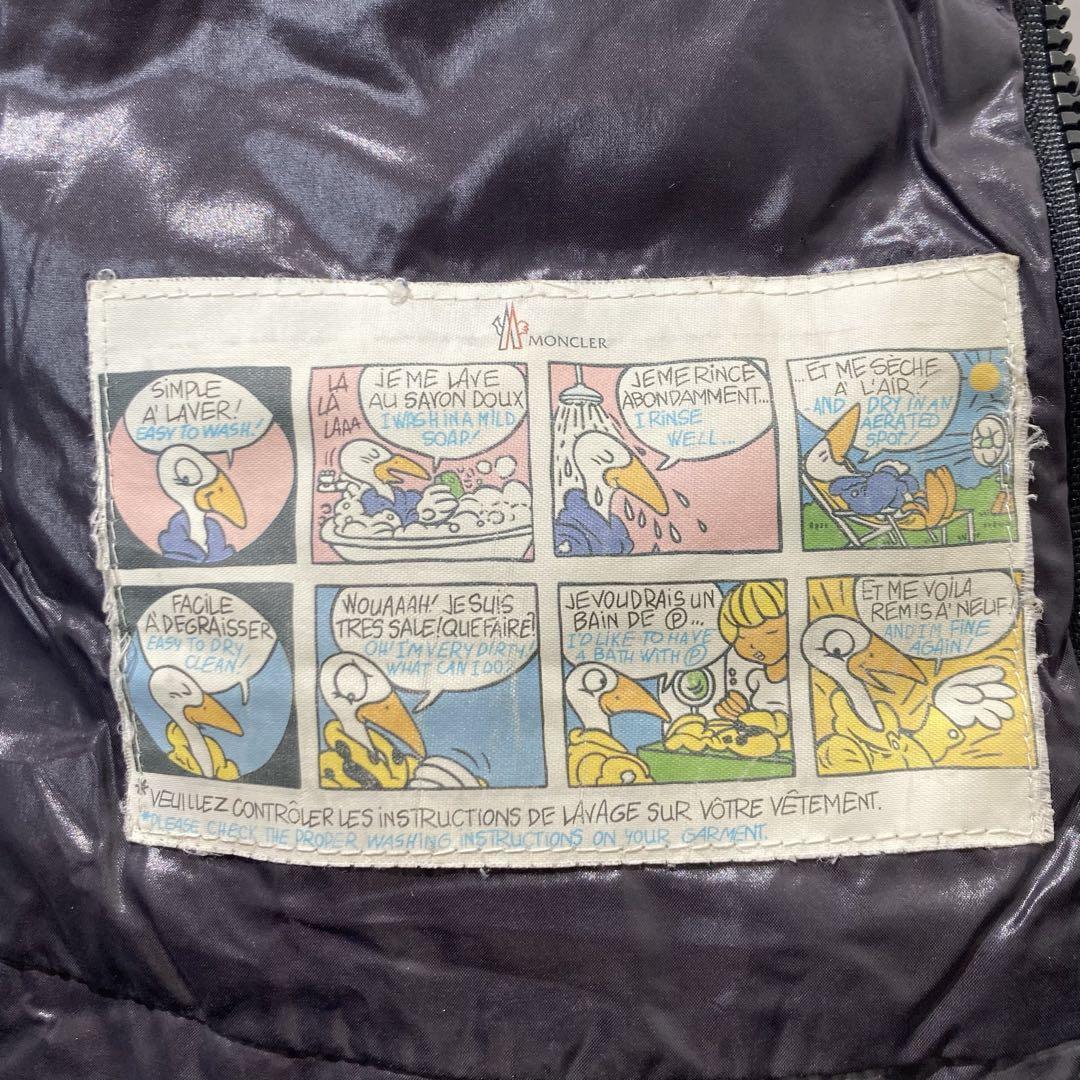 MONCLER
SIMPLE
A' LAVER!
EASY TO WASH!
LA
LA
LAAA
JE ME LAVE
AU SAVON DOUX
I WASH IN A MILD
SOAP!
JE ME RINCE
ABONDAMMENT...
I RINSE
WELL...
...ET ME SÈCHE
A' L'AIR!
...AND DRY IN AN
AERATED
SPOT!
FACILE
A' DEGRAISSER
EASY TO DRY
CLEAN!
WOUAAAH! JE SUIS
TRES SALE! QUE FAIRE?
OH! I'M VERY DIRTY!
WHAT CAN I DO?
JE VOUDRAIS UN
BAIN DE Ⓟ...
I'D LIKE TO HAVE
A BATH WITH Ⓟ
ET ME VOILA
REMIS A' NEUF!
AND I'M FINE
AGAIN!
*VEUILLEZ CONTRÔLER LES INSTRUCTIONS DE LAVAGE SUR VÔTRE VÊTEMENT.
*PLEASE CHECK THE PROPER WASHING INSTRUCTIONS ON YOUR GARMENT.